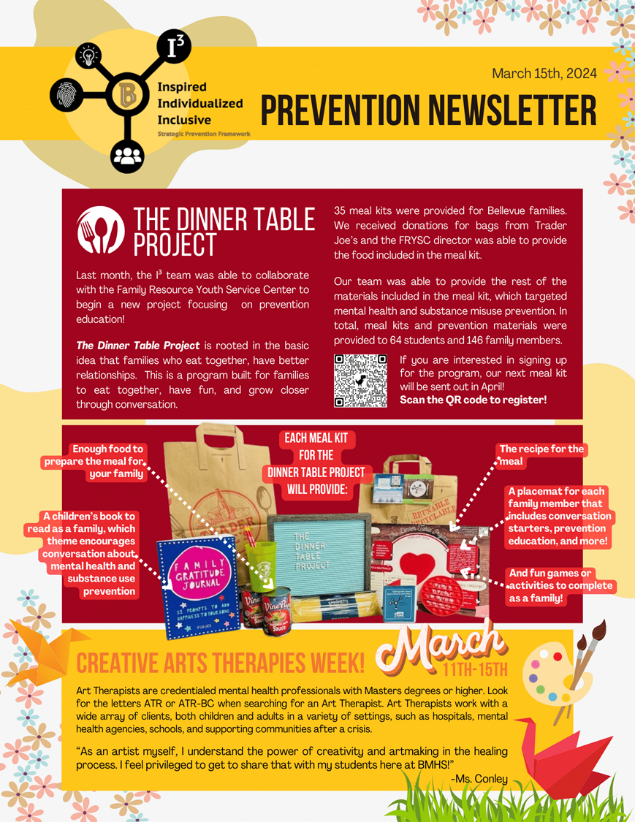 March 15th, 2024
I³
B
Inspired
Individualized
Inclusive
Strategic Prevention Framework
PREVENTION NEWSLETTER
THE DINNER TABLE
PROJECT
Last month, the I³ team was able to collaborate
with the Family Resource Youth Service Center to
begin a new project focusing on prevention
education!
The Dinner Table Project is rooted in the basic
idea that families who eat together, have better
relationships. This is a program built for families
to eat together, have fun, and grow closer
through conversation.
35 meal kits were provided for Bellevue families.
We received donations for bags from Trader
Joe's and the FRYSC director was able to provide
the food included in the meal kit.
Our team was able to provide the rest of the
materials included in the meal kit, which targeted
mental health and substance misuse prevention. In
total, meal kits and prevention materials were
provided to 64 students and 146 family members.
If you are interested in signing up
for the program, our next meal kit
will be sent out in April!
Scan the QR code to register!
EACH MEAL KIT
FOR THE
DINNER TABLE PROJECT
WILL PROVIDE:
Enough food to
prepare the meal for
your family
A children's book to
read as a family, which
theme encourages
conversation about
mental health and
substance use
prevention
The recipe for the
meal
A placemat for each
family member that
includes conversation
starters, prevention
education, and more!
And fun games or
activities to complete
as a family!
FAMILY
GRATITUDE
JOURNAL
THE
DINNER
TABLE
PROJECT
REUSABLE
RECYCLABLE
CREATIVE ARTS THERAPIES WEEK!
March
11TH-15TH
Art Therapists are credentialed mental health professionals with Masters degrees or higher. Look
for the letters ATR or ATR-BC when searching for an Art Therapist. Art Therapists work with a
wide array of clients, both children and adults in a variety of settings, such as hospitals, mental
health agencies, schools, and supporting communities after a crisis.
"As an artist myself, I understand the power of creativity and artmaking in the healing
process. I feel privileged to get to share that with my students here at BMHS!"
-Ms. Conley